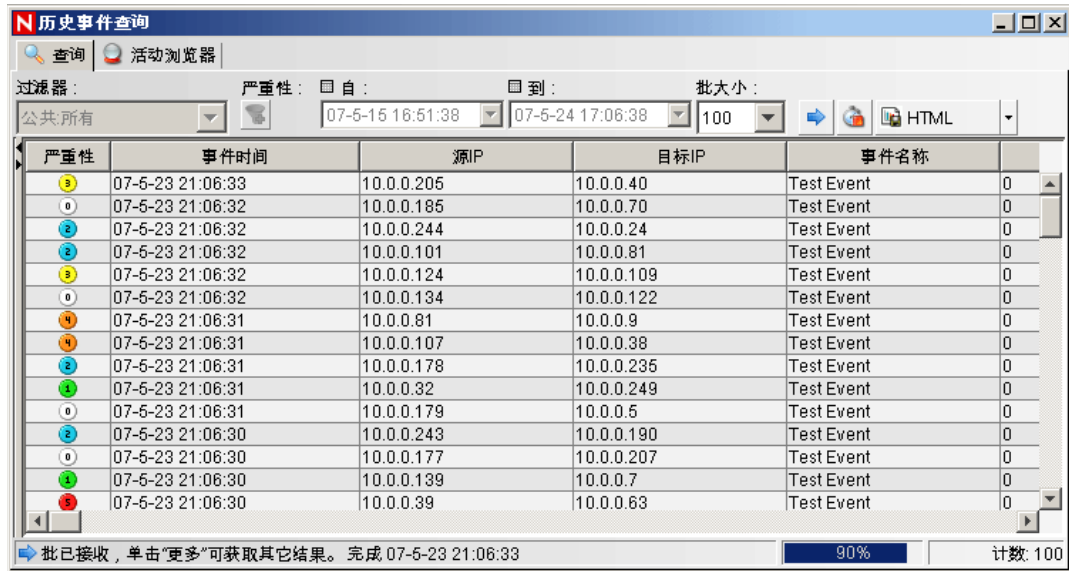 N 历史事件查询
查询 活动浏览器
过滤器: 严重性: 自: 到: 批大小:
公共:所有 07-5-15 16:51:38 07-5-24 17:06:38 100 HTML
严重性 事件时间 源IP 目标IP 事件名称
3 07-5-23 21:06:33 10.0.0.205 10.0.0.40 Test Event 0
0 07-5-23 21:06:32 10.0.0.185 10.0.0.70 Test Event 0
2 07-5-23 21:06:32 10.0.0.244 10.0.0.24 Test Event 0
2 07-5-23 21:06:32 10.0.0.101 10.0.0.81 Test Event 0
3 07-5-23 21:06:32 10.0.0.124 10.0.0.109 Test Event 0
0 07-5-23 21:06:32 10.0.0.134 10.0.0.122 Test Event 0
4 07-5-23 21:06:31 10.0.0.81 10.0.0.9 Test Event 0
4 07-5-23 21:06:31 10.0.0.107 10.0.0.38 Test Event 0
2 07-5-23 21:06:31 10.0.0.178 10.0.0.235 Test Event 0
1 07-5-23 21:06:31 10.0.0.32 10.0.0.249 Test Event 0
0 07-5-23 21:06:31 10.0.0.179 10.0.0.5 Test Event 0
2 07-5-23 21:06:30 10.0.0.243 10.0.0.190 Test Event 0
0 07-5-23 21:06:30 10.0.0.177 10.0.0.207 Test Event 0
1 07-5-23 21:06:30 10.0.0.139 10.0.0.7 Test Event 0
5 07-5-23 21:06:30 10.0.0.39 10.0.0.63 Test Event 0
批已接收，单击“更多”可获取其它结果。 完成 07-5-23 21:06:33 90% 计数: 100